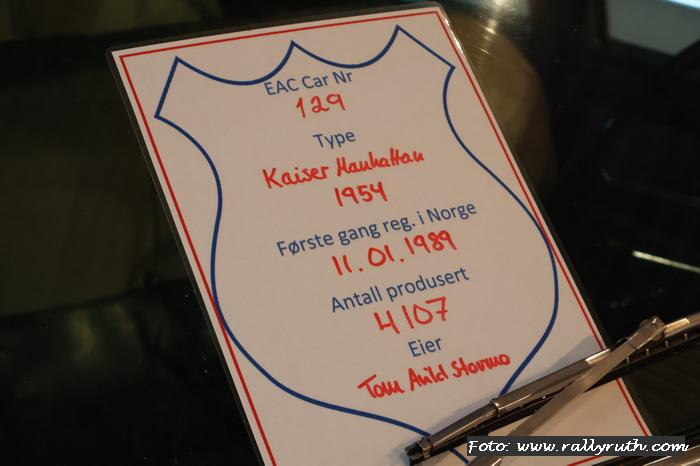 EAC Car Nr
129
Type
Kaiser Manhattan
1954
Første gang reg. i Norge
11.01.1989
Antall produsert
4107
Eier
Tom Arild Stormo
Foto: www.rallyruth.com